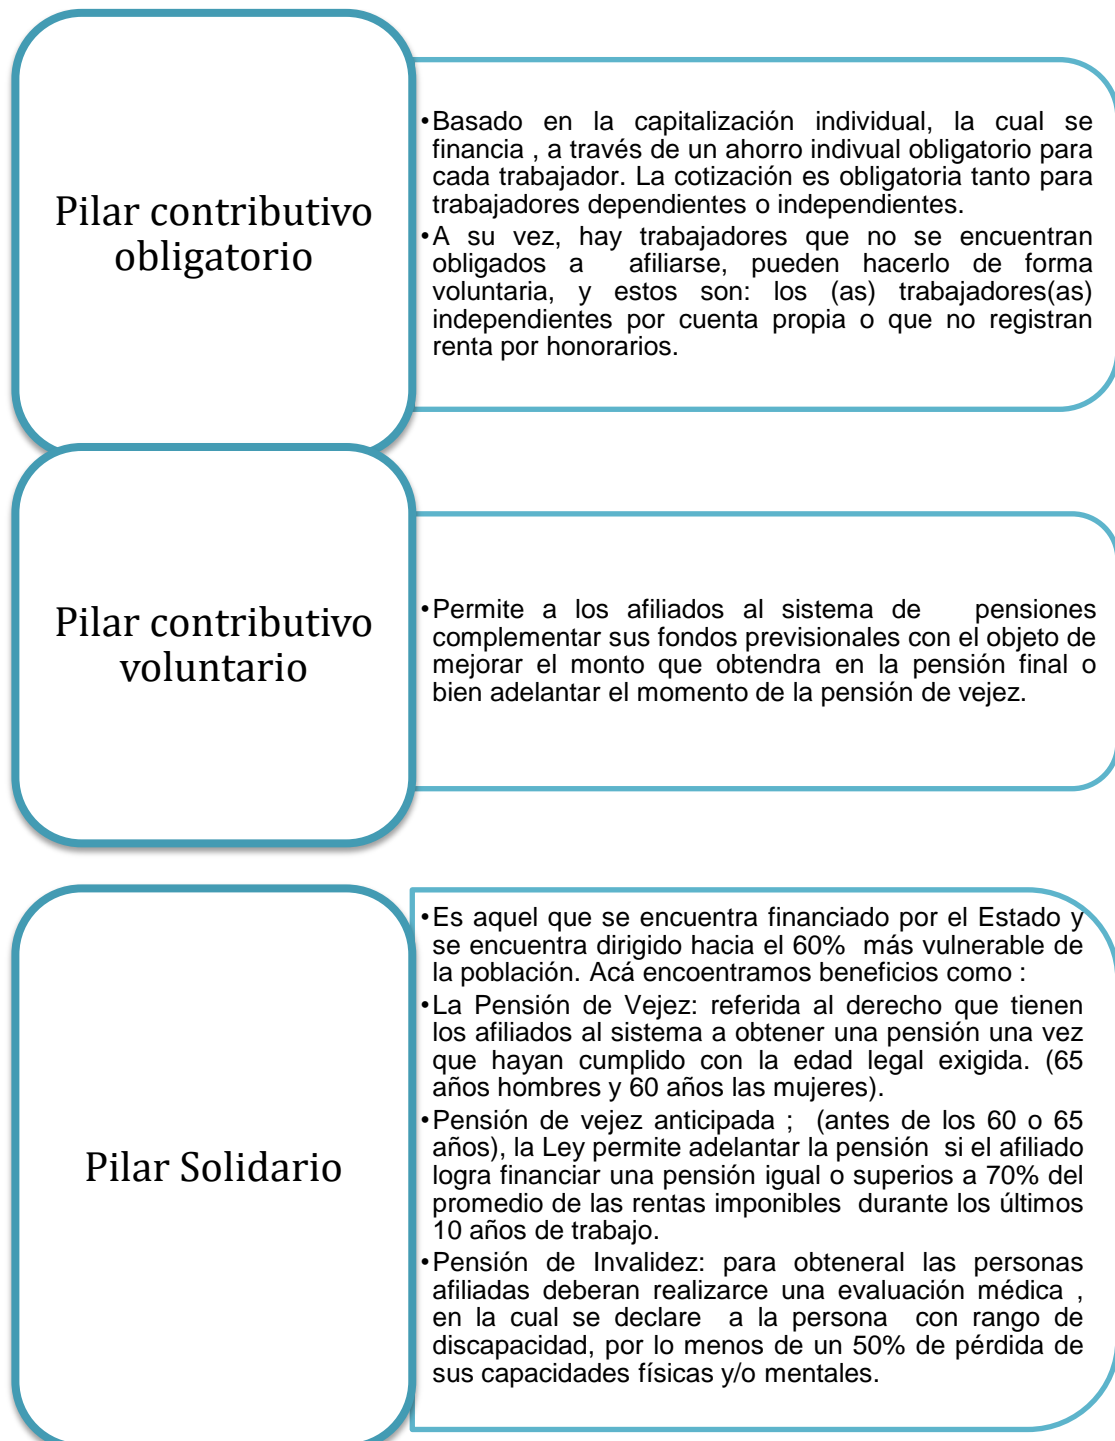 Pilar contributivo
obligatorio
•Basado en la capitalización individual, la cual se
financia , a través de un ahorro indivual obligatorio para
cada trabajador. La cotización es obligatoria tanto para
trabajadores dependientes o independientes.
•A su vez, hay trabajadores que no se encuentran
obligados a afiliarse, pueden hacerlo de forma
voluntaria, y estos son: los (as) trabajadores(as)
independientes por cuenta propia o que no registran
renta por honorarios.
Pilar contributivo
voluntario
•Permite a los afiliados al sistema de pensiones
complementar sus fondos previsionales con el objeto de
mejorar el monto que obtendra en la pensión final o
bien adelantar el momento de la pensión de vejez.
Pilar Solidario
•Es aquel que se encuentra financiado por el Estado y
se encuentra dirigido hacia el 60% más vulnerable de
la población. Acá encoentramos beneficios como :
•La Pensión de Vejez: referida al derecho que tienen
los afiliados al sistema a obtener una pensión una vez
que hayan cumplido con la edad legal exigida. (65
años hombres y 60 años las mujeres).
•Pensión de vejez anticipada ; (antes de los 60 o 65
años), la Ley permite adelantar la pensión si el afiliado
logra financiar una pensión igual o superios a 70% del
promedio de las rentas imponibles durante los últimos
10 años de trabajo.
•Pensión de Invalidez: para obteneral las personas
afiliadas deberan realizarce una evaluación médica ,
en la cual se declare a la persona con rango de
discapacidad, por lo menos de un 50% de pérdida de
sus capacidades físicas y/o mentales.